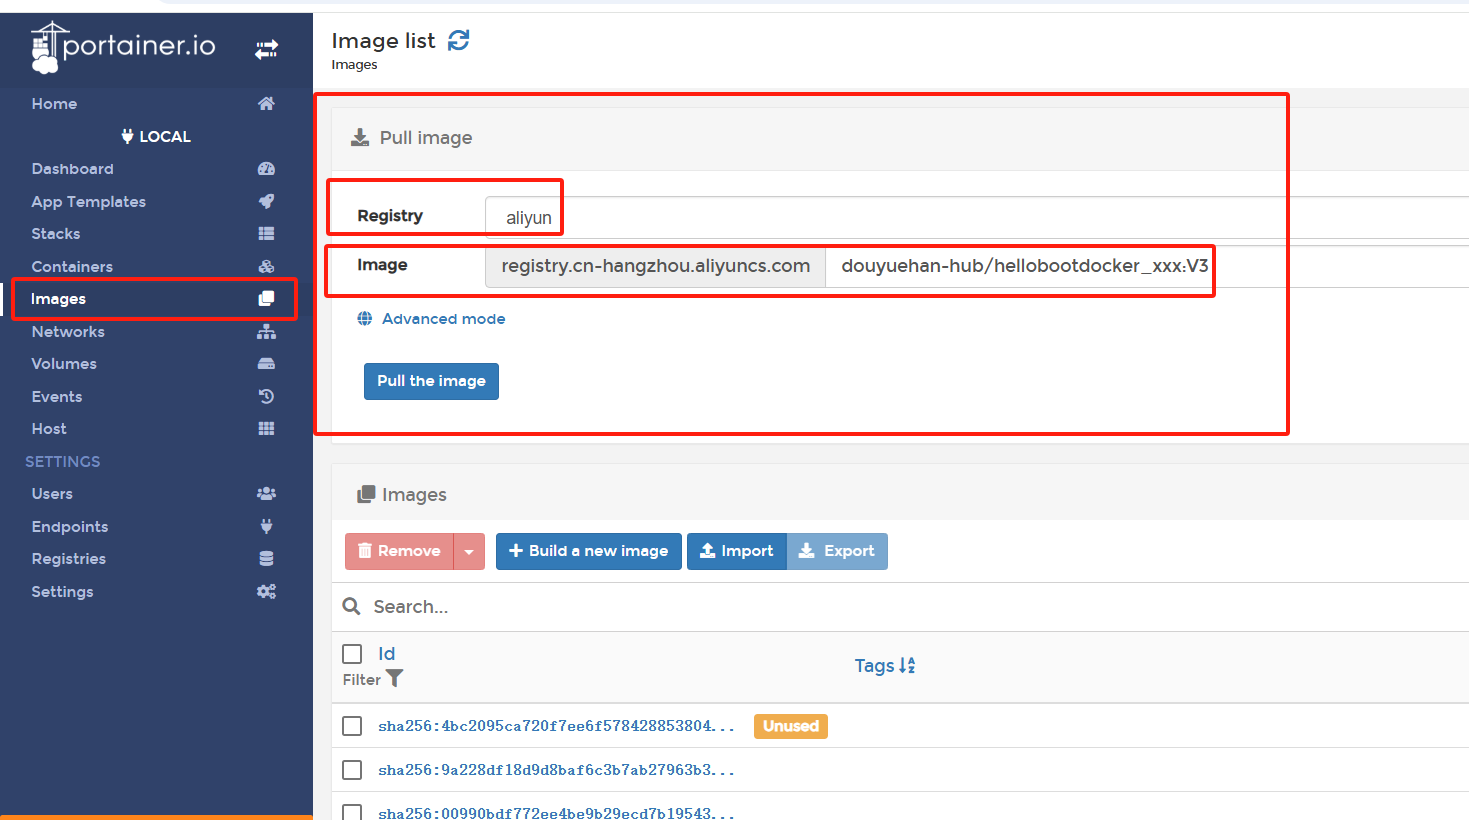 portainer.io
Home
LOCAL
Dashboard
App Templates
Stacks
Containers
Images
Networks
Volumes
Events
Host
SETTINGS
Users
Endpoints
Registries
Settings
Image list
Images
Pull image
Registry aliyun
Image registry.cn-hangzhou.aliyuncs.com douyuehan-hub/hellobootdocker_xxx:V3
Advanced mode
Pull the image
Images
Remove Build a new image Import Export
Search...
Id
Filter
Tags
sha256:4bc2095ca720f7ee6f578428853804... Unused
sha256:9a228df18d9d8baf6c3b7ab27963b3...
sha256:00990bdf772ee4be9b29ecd7b19543...